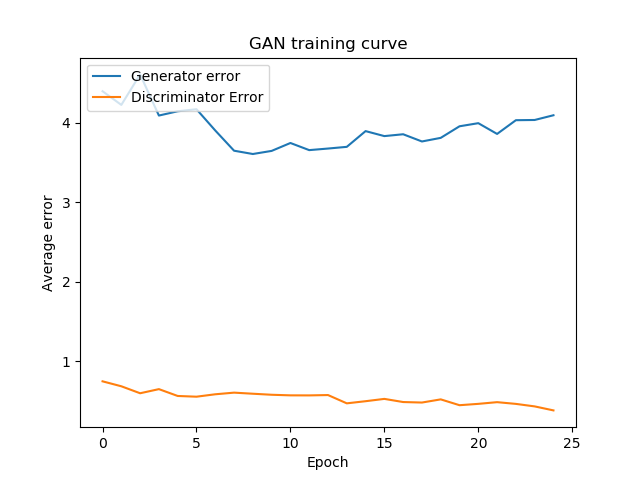 GAN training curve
Generator error
Discriminator Error
4
3
2
1
Average error
0 5 10 15 20 25
Epoch